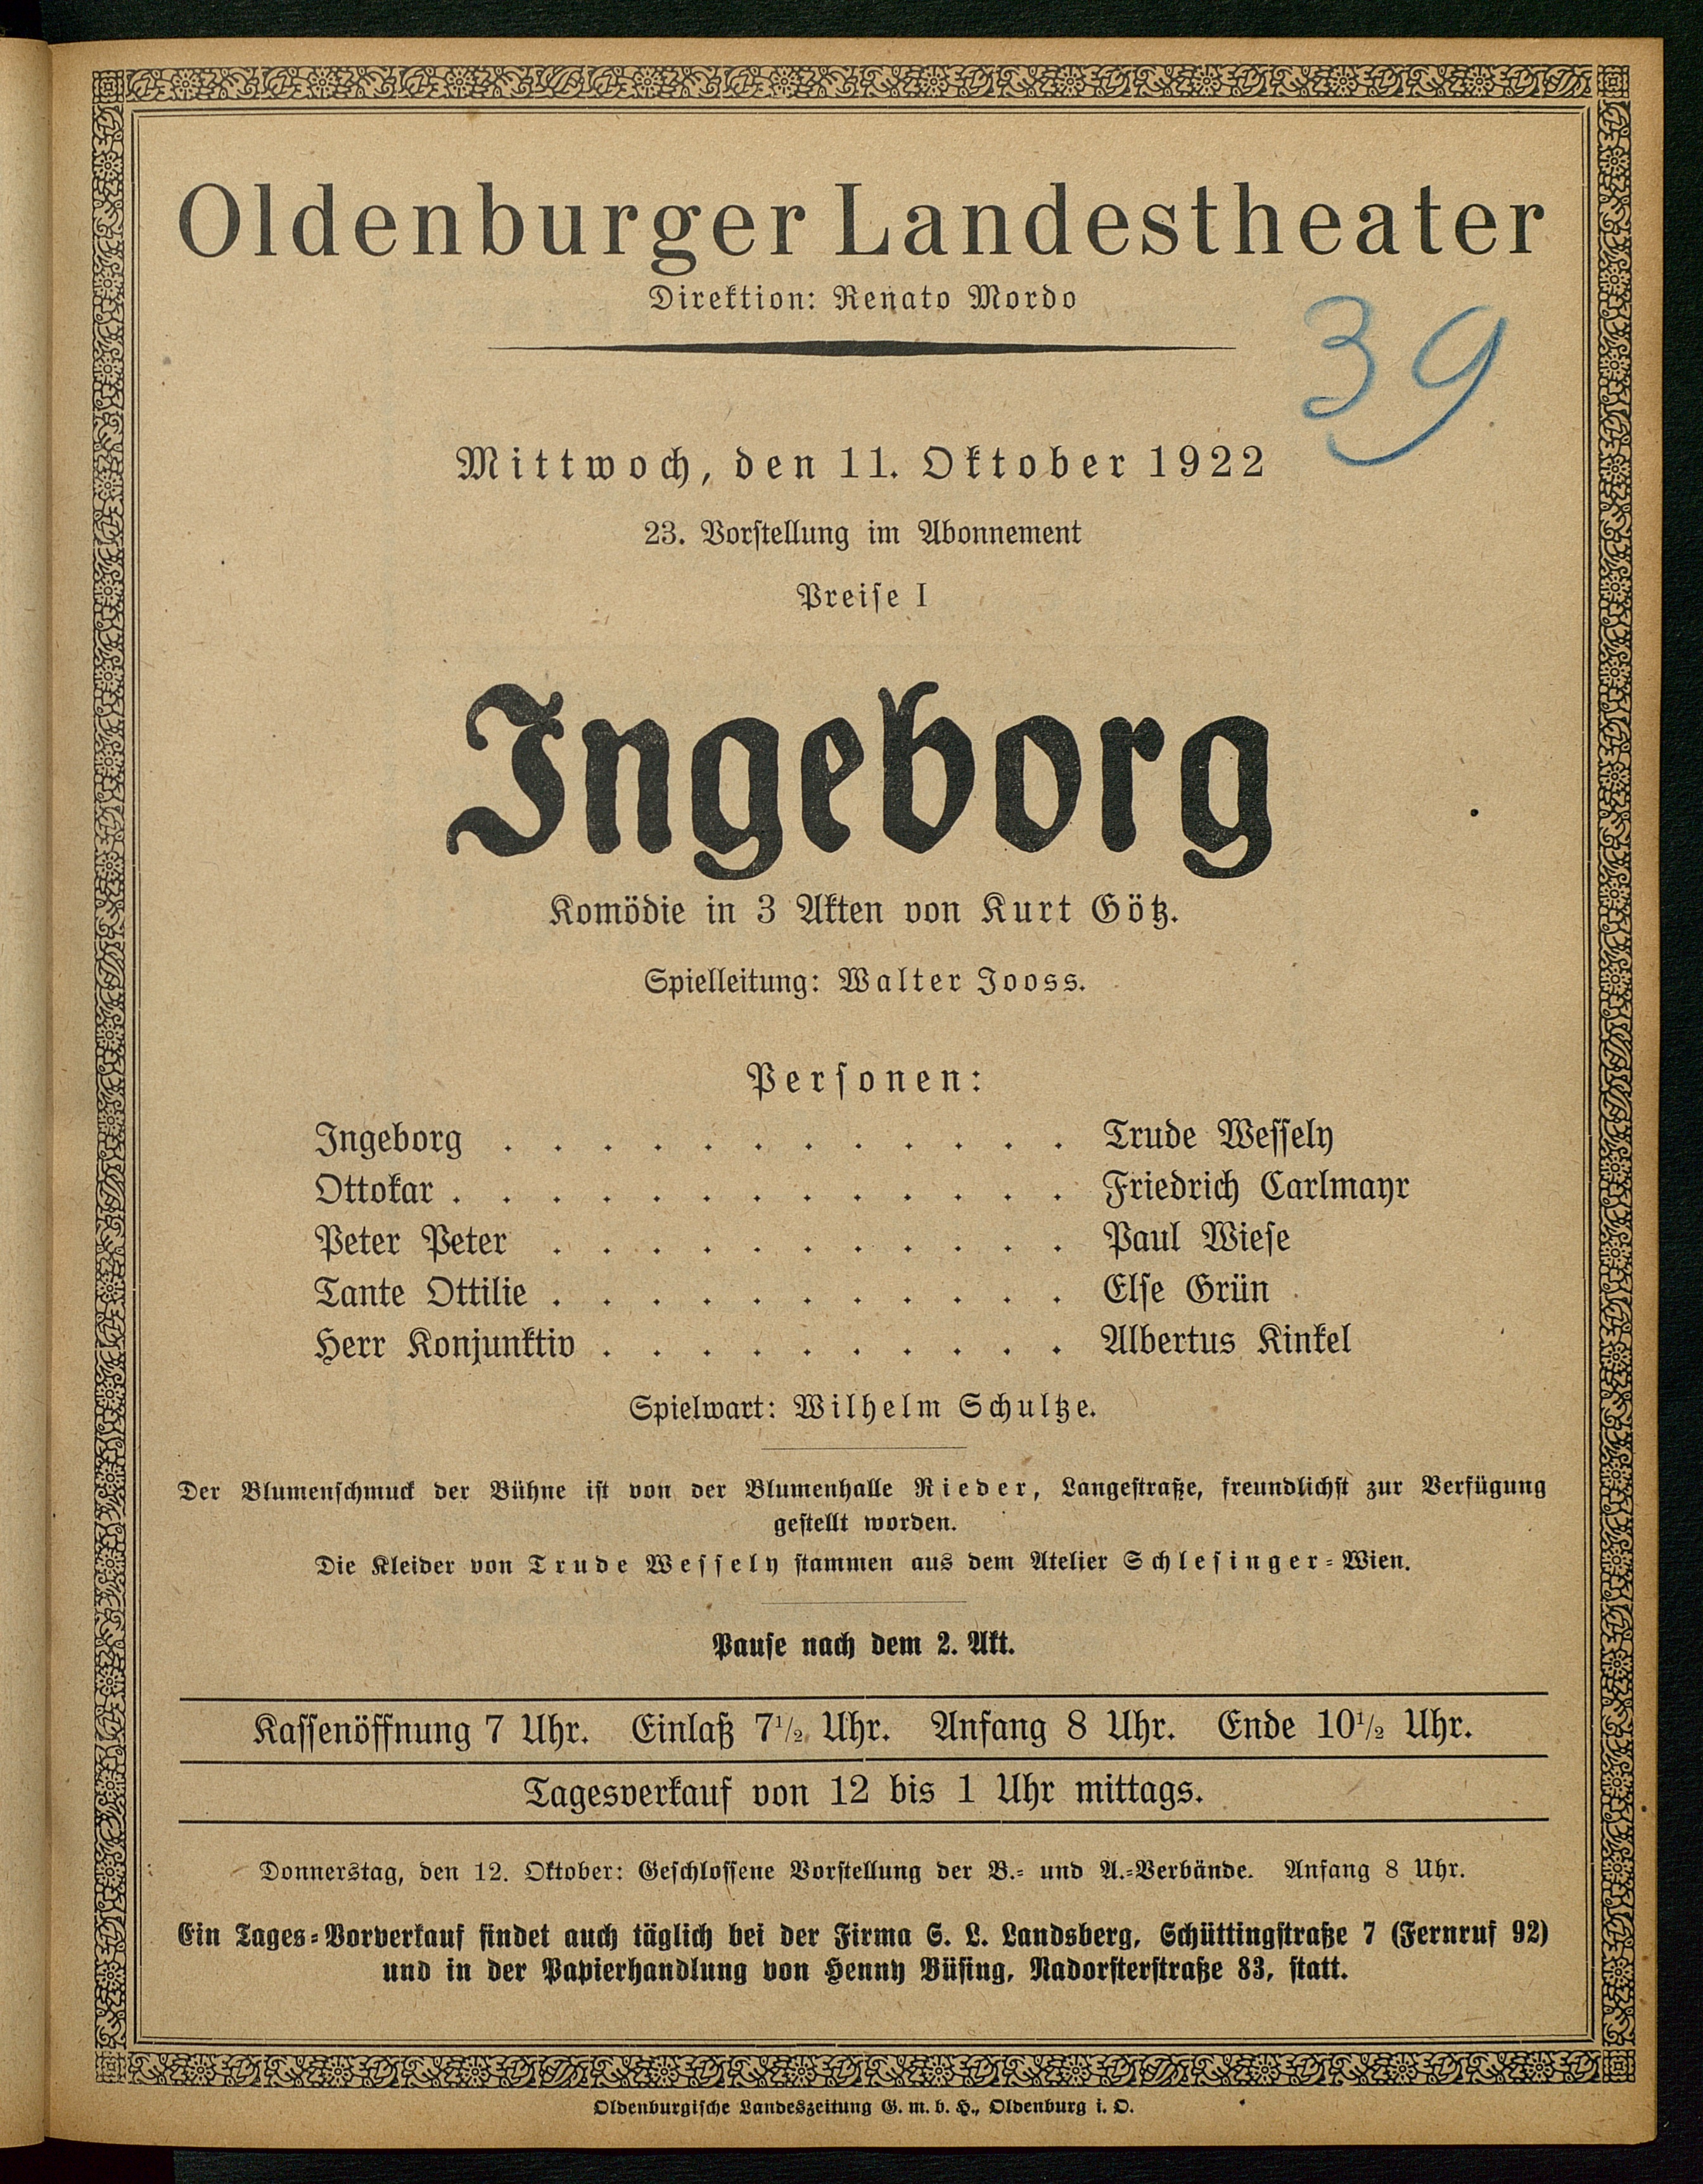 Oldenburger Landestheater
Direktion: Renato Mordo
39
Mittwoch, den 11. Oktober 1922
23. Vorstellung im Abonnement
Preise I
Ingeborg
Komödie in 3 Akten von Kurt Götz.
Spielleitung: Walter Jooss.
Personen:
Ingeborg . . . . . . . . . . . . Trude Wessely
Ottokar . . . . . . . . . . . . . Friedrich Carlmayr
Peter Peter . . . . . . . . . . . Paul Wiese
Tante Ottilie . . . . . . . . . . . Else Grün
Herr Konjunktiv . . . . . . . . . . Albertus Kinkel
Spielwart: Wilhelm Schultze.
Der Blumenschmuck der Bühne ist von der Blumenhalle Rieder, Langestraße, freundlichst zur Verfügung
gestellt worden.
Die Kleider von Trude Wessely stammen aus dem Atelier Schlesinger-Wien.
Pause nach dem 2. Akt.
Kassenöffnung 7 Uhr. Einlaß 7½ Uhr. Anfang 8 Uhr. Ende 10½ Uhr.
Tagesverkauf von 12 bis 1 Uhr mittags.
Donnerstag, den 12. Oktober: Geschlossene Vorstellung der B.- und A.-Verbände. Anfang 8 Uhr.
Ein Tages-Vorverkauf findet auch täglich bei der Firma S. L. Landsberg, Schüttingstraße 7 (Fernruf 92)
und in der Papierhandlung von Henny Büsing, Nadorsterstraße 83, statt.
Oldenburgische Landeszeitung G. m. b. H., Oldenburg i. O.